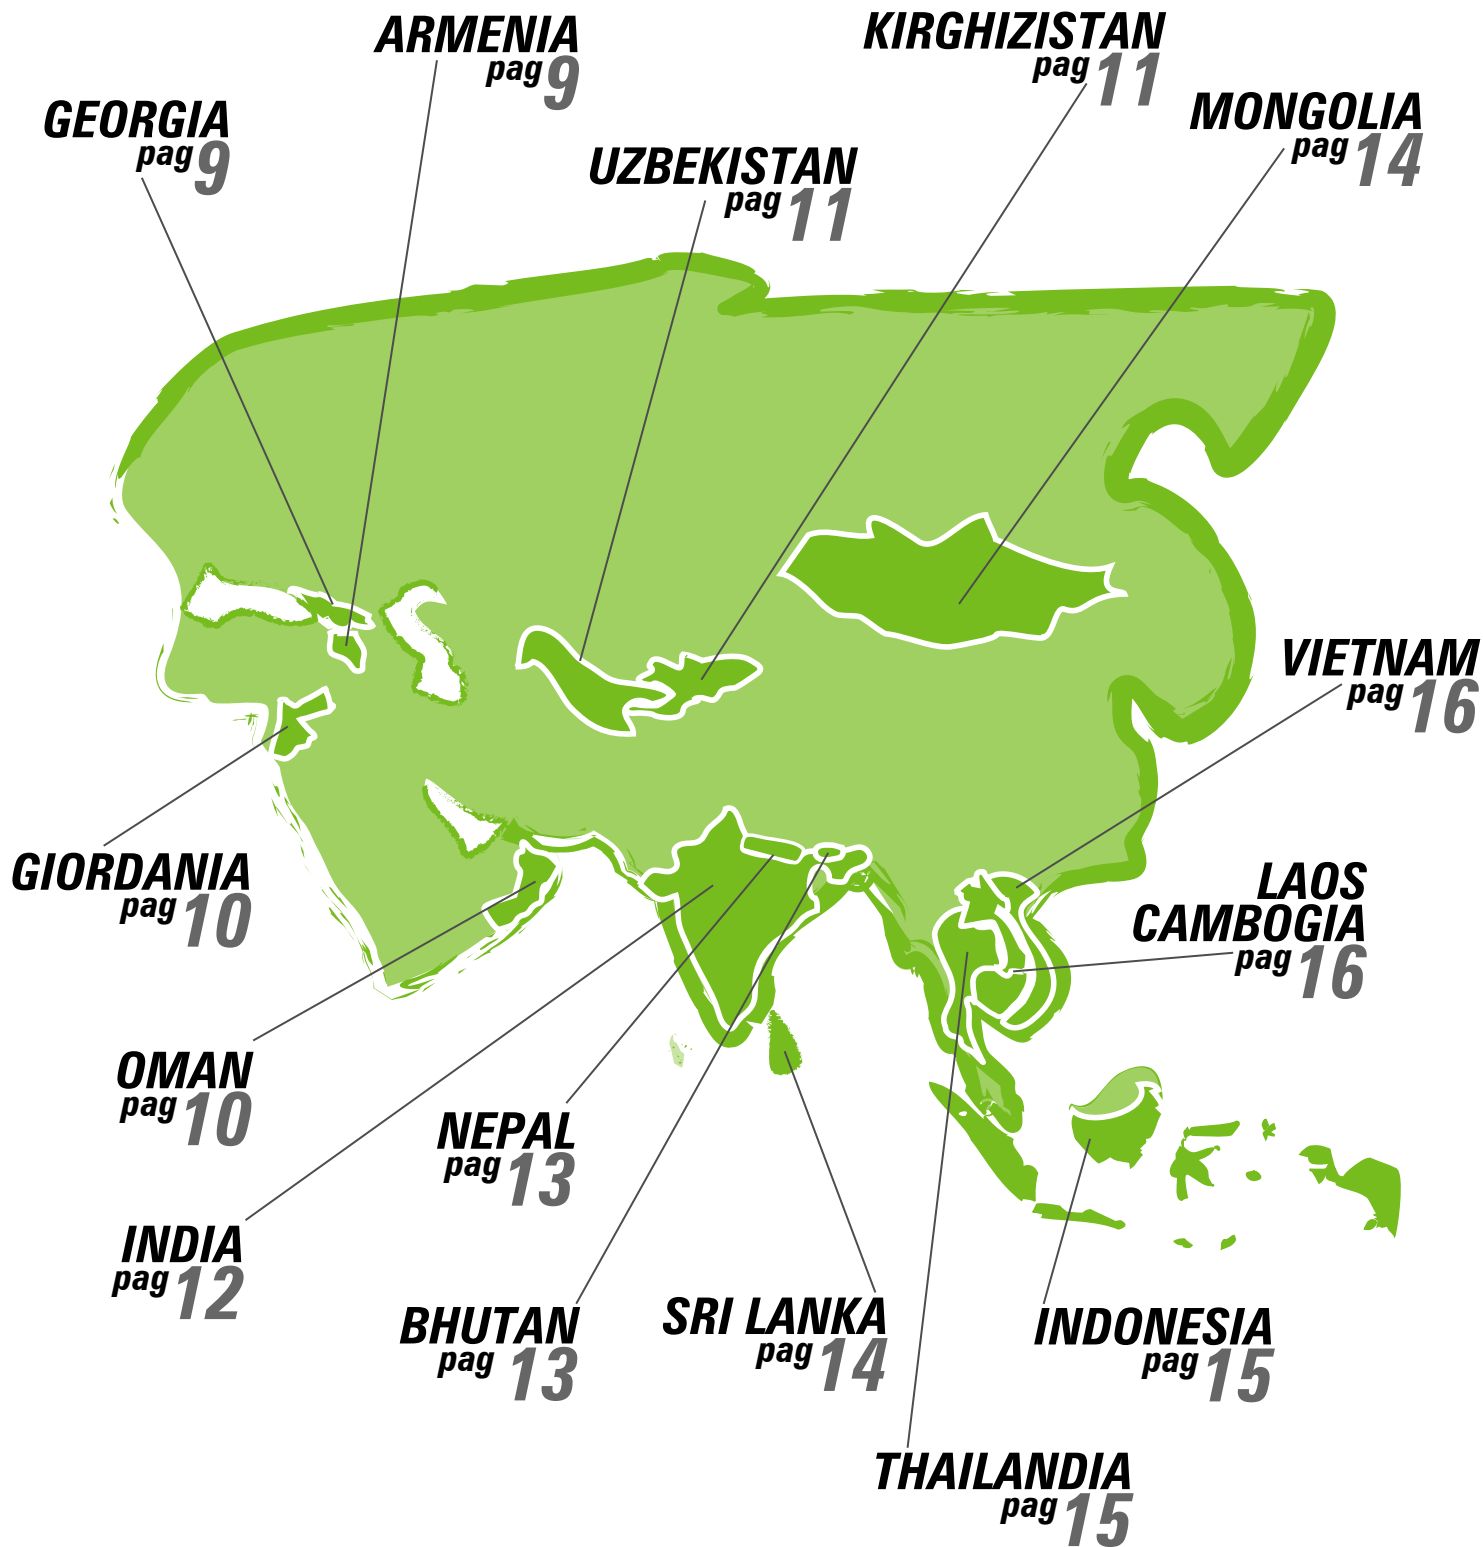 ARMENIA
pag 9
KIRGHIZISTAN
pag 11
GEORGIA
pag 9
MONGOLIA
pag 14
UZBEKISTAN
pag 11
VIETNAM
pag 16
GIORDANIA
pag 10
LAOS
CAMBOGIA
pag 16
OMAN
pag 10
NEPAL
pag 13
INDIA
pag 12
BHUTAN
pag 13
SRI LANKA
pag 14
INDONESIA
pag 15
THAILANDIA
pag 15